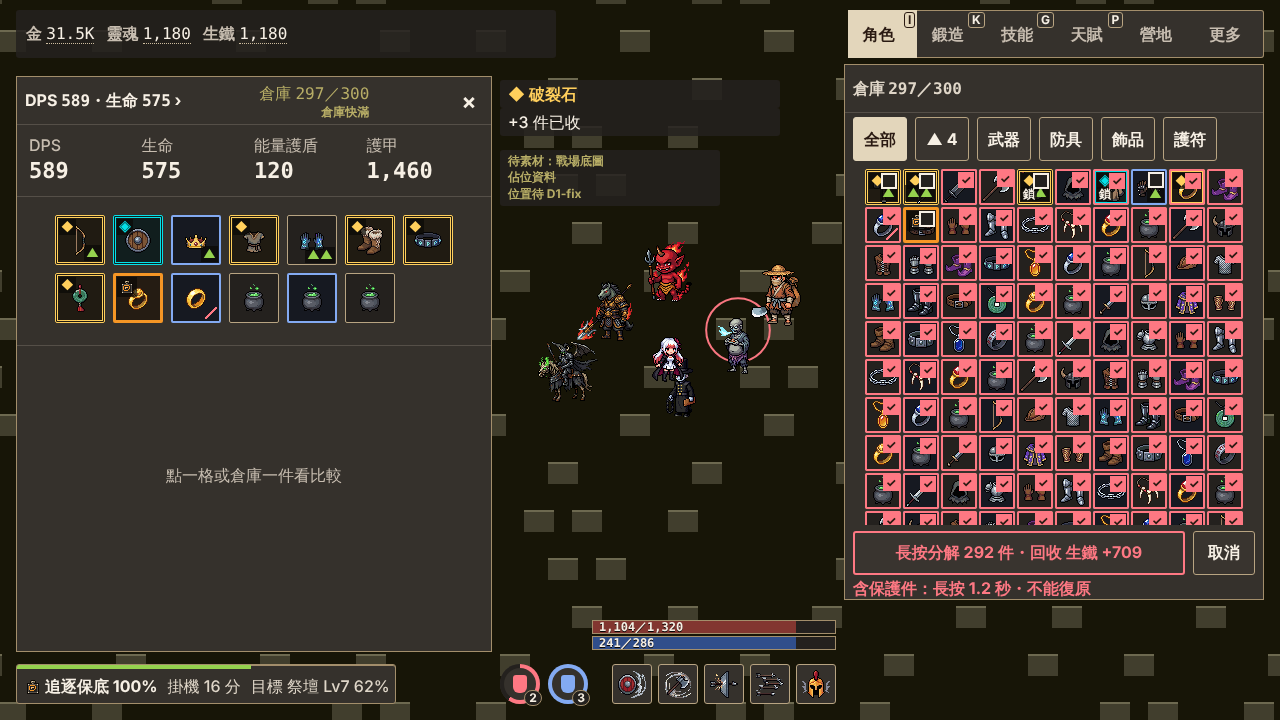 金 31.5K 靈魂 1,180 生鐵 1,180
角色 I
鍛造 K
技能 G
天賦 P
營地
更多
DPS 589・生命 575 ›
倉庫 297／300
倉庫快滿
×
DPS 生命 能量護盾 護甲
589 575 120 1,460
點一格或倉庫一件看比較
◆ 破裂石
+3 件已收
待素材：戰場底圖
佔位資料
位置待 D1-fix
倉庫 297／300
全部 ▲ 4 武器 防具 飾品 護符
鎖 鎖
長按分解 292 件・回收 生鐵 +709
取消
含保護件：長按 1.2 秒・不能復原
1,104／1,320
241／286
追逐保底 100% 掛機 16 分 目標 祭壇 Lv7 62%
2 3